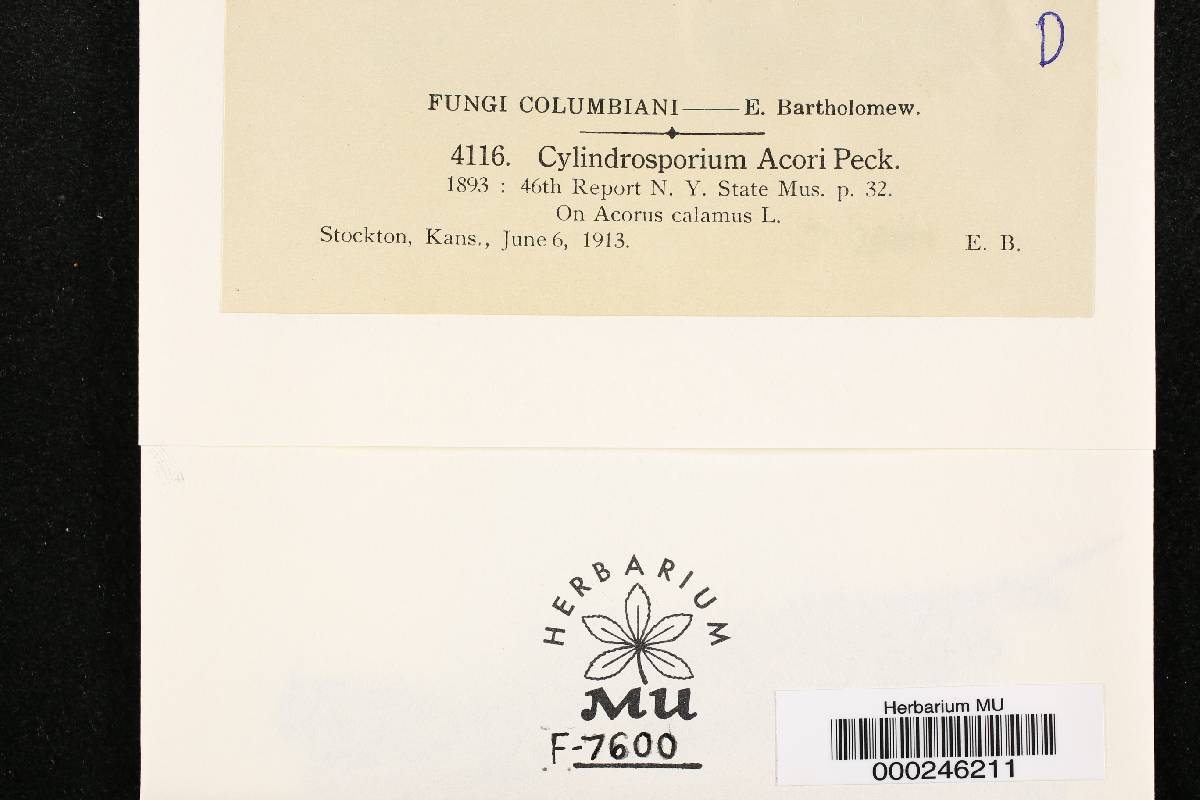 D
FUNGI COLUMBIANI——E. Bartholomew.
4116. Cylindrosporium Acori Peck.
1893 : 46th Report N. Y. State Mus. p. 32.
On Acorus calamus L.
Stockton, Kans., June 6, 1913. E. B.
HERBARIUM
MU
F-7600
Herbarium MU
000246211